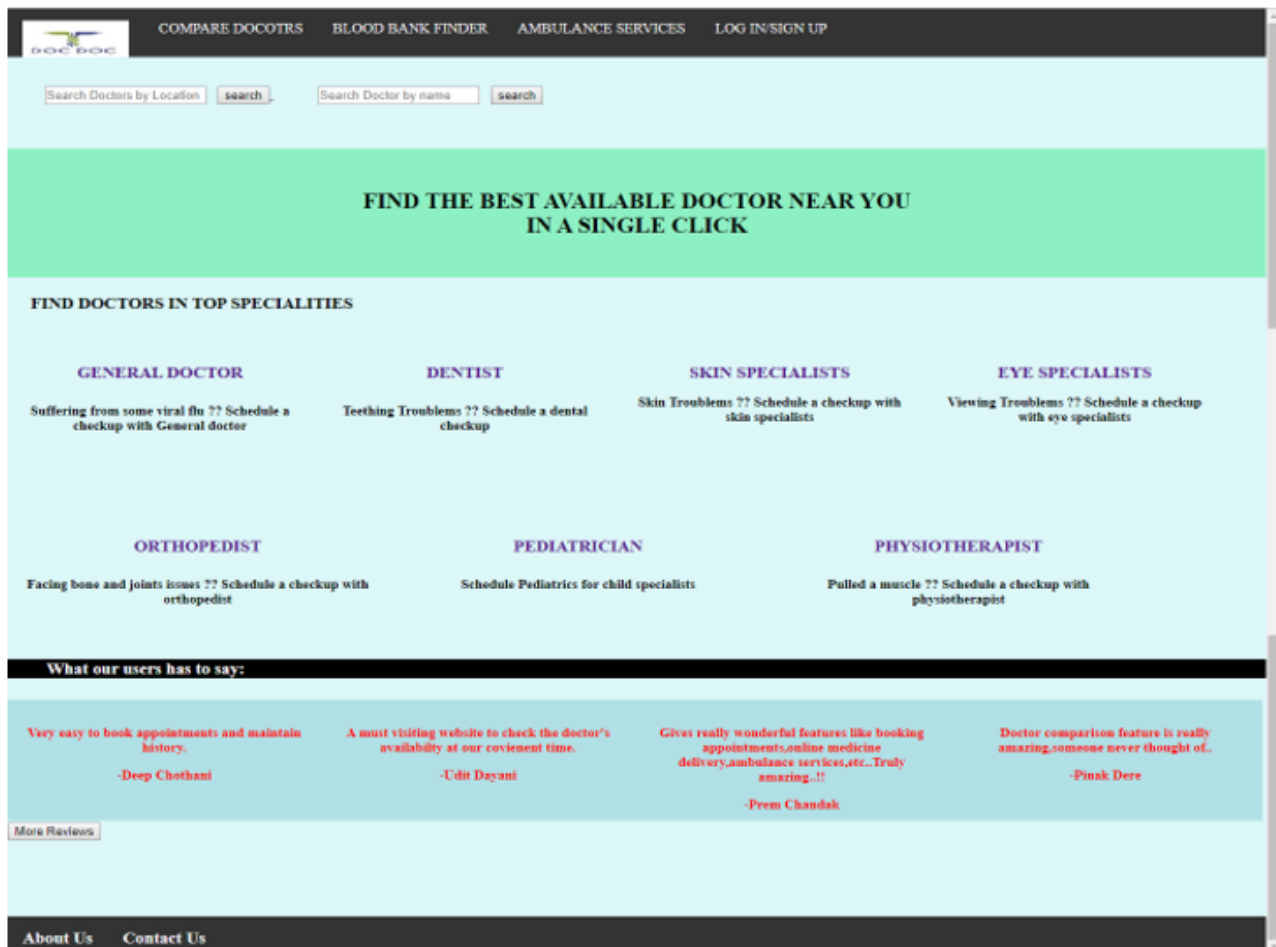 DOC DOC
COMPARE DOCOTRS
BLOOD BANK FINDER
AMBULANCE SERVICES
LOG IN/SIGN UP
Search Doctors by Location
search
Search Doctor by name
search
FIND THE BEST AVAILABLE DOCTOR NEAR YOU
IN A SINGLE CLICK
FIND DOCTORS IN TOP SPECIALITIES
GENERAL DOCTOR
Suffering from some viral flu ?? Schedule a
checkup with General doctor
DENTIST
Teething Troublems ?? Schedule a dental
checkup
SKIN SPECIALISTS
Skin Troublems ?? Schedule a checkup with
skin specialists
EYE SPECIALISTS
Viewing Troublems ?? Schedule a checkup
with eye specialists
ORTHOPEDIST
Facing bone and joints issues ?? Schedule a checkup with
orthopedist
PEDIATRICIAN
Schedule Pediatrics for child specialists
PHYSIOTHERAPIST
Pulled a muscle ?? Schedule a checkup with
physiotherapist
What our users has to say:
Very easy to book appointments and maintain
history.
-Deep Chothani
A must visiting website to check the doctor's
availabilty at our covienent time.
-Udit Dayani
Gives really wonderful features like booking
appointments,online medicine
delivery,ambulance services,etc..Truly
amazing..!!
-Prem Chandak
Doctor comparison feature is really
amazing,someone never thought of..
-Pinak Dere
More Reviews
About Us
Contact Us